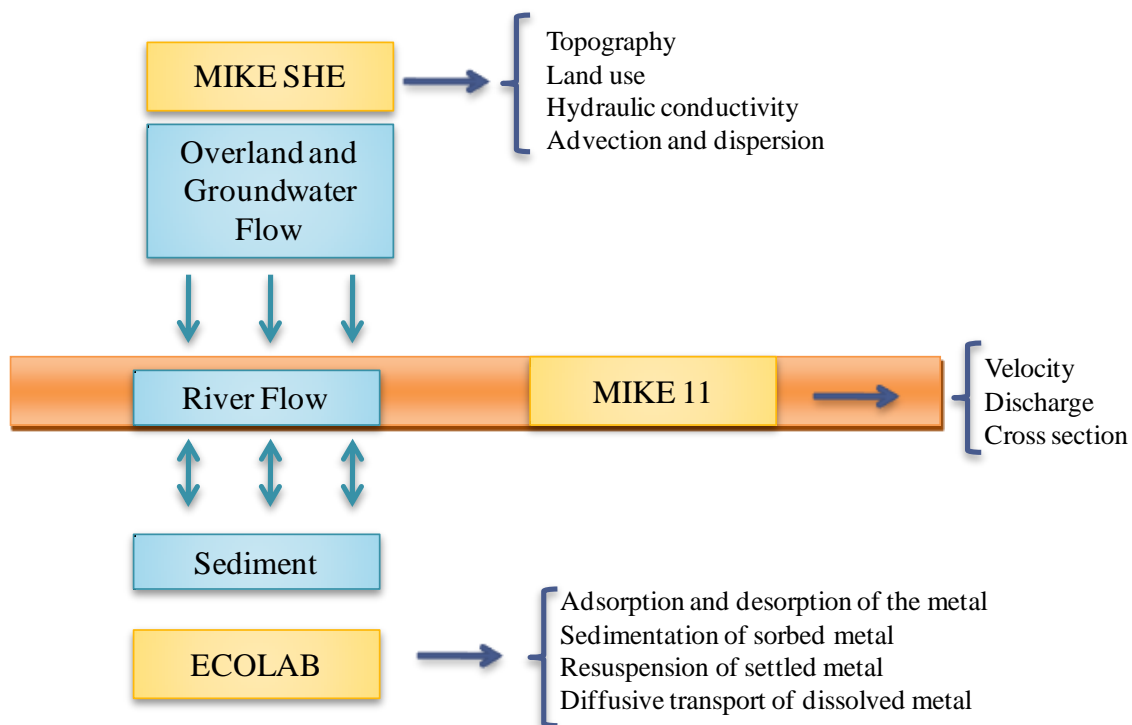 MIKE SHE
Topography
Land use
Hydraulic conductivity
Advection and dispersion
Overland and
Groundwater
Flow
River Flow
MIKE 11
Velocity
Discharge
Cross section
Sediment
ECOLAB
Adsorption and desorption of the metal
Sedimentation of sorbed metal
Resuspension of settled metal
Diffusive transport of dissolved metal